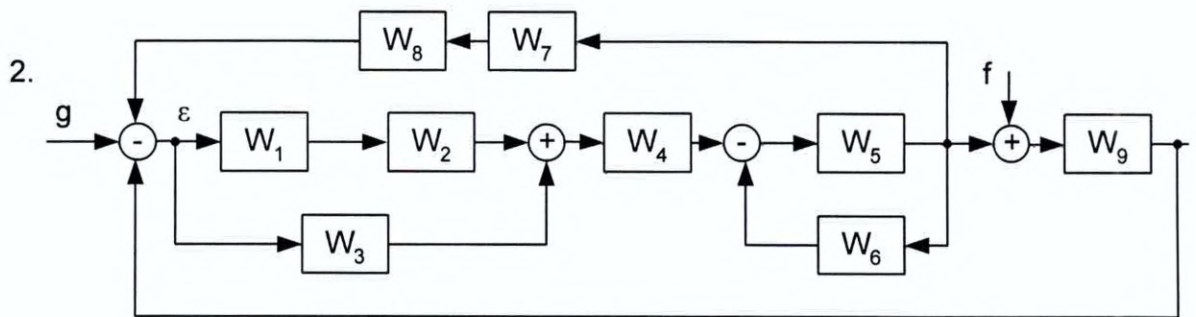 W₈ W₇
2.
g - ε W₁ W₂ + W₄ - W₅ f + W₉
W₃ W₆